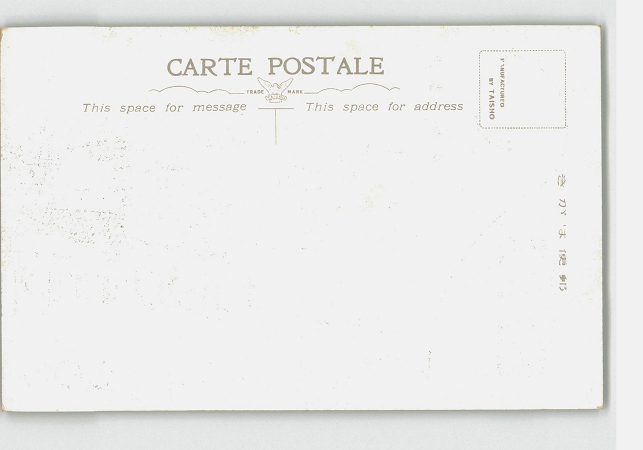 CARTE POSTALE
TRADE MARK
This space for message This space for address
MANUFACTURED
BY TAISHO